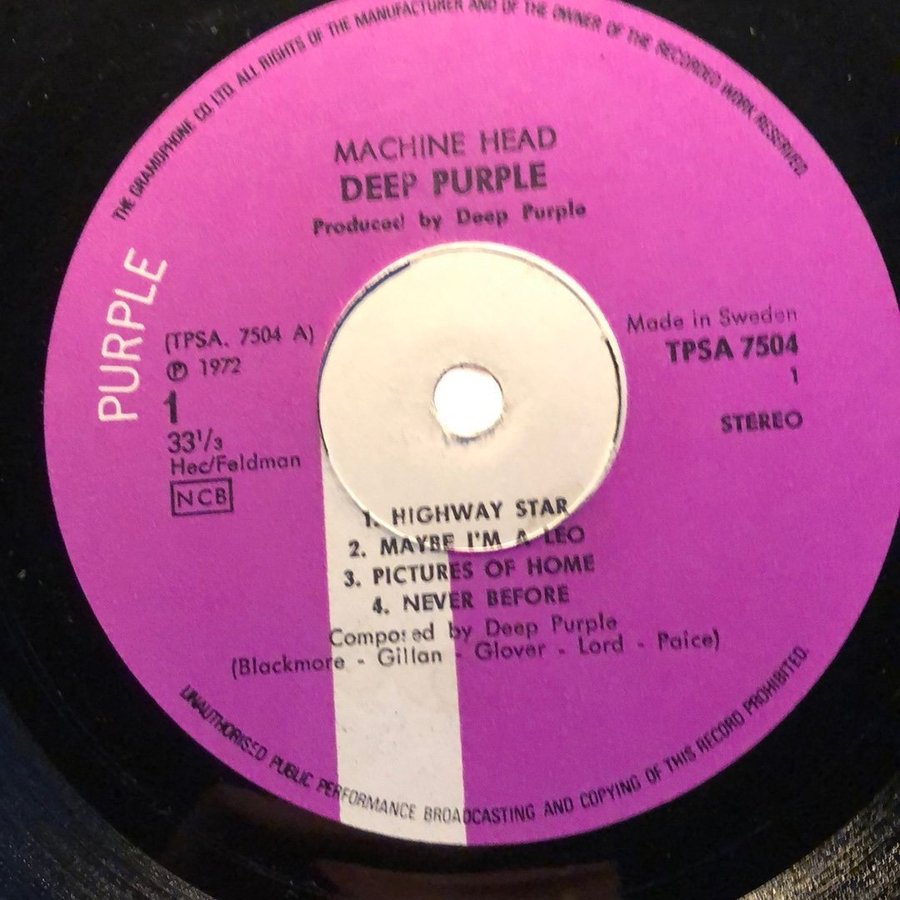 THE GRAMOPHONE CO. LTD. ALL RIGHTS OF THE MANUFACTURER AND OF THE OWNER OF THE RECORDED WORK RESERVED.
MACHINE HEAD
DEEP PURPLE
Produced by Deep Purple
PURPLE
(TPSA. 7504 A)
Ⓟ 1972
1
33⅓
Hec/Feldman
NCB
Made in Sweden
TPSA 7504
1
STEREO
1. HIGHWAY STAR
2. MAYBE I'M A LEO
3. PICTURES OF HOME
4. NEVER BEFORE
Composed by Deep Purple
(Blackmore - Gillan - Glover - Lord - Paice)
UNAUTHORISED PUBLIC PERFORMANCE BROADCASTING AND COPYING OF THIS RECORD PROHIBITED.